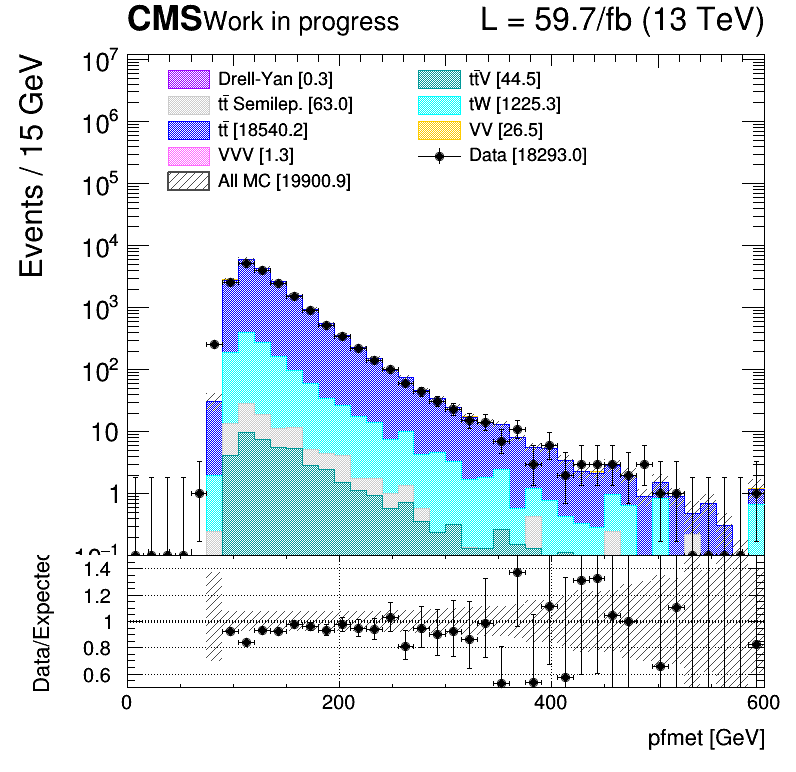 CMS Work in progress L = 59.7/fb (13 TeV)
Events / 15 GeV
10⁷
10⁶
10⁵
10⁴
10³
10²
10
1
10⁻¹
Drell-Yan [0.3]
tt̄ Semilep. [63.0]
tt̄ [18540.2]
VVV [1.3]
All MC [19900.9]
tt̄V [44.5]
tW [1225.3]
VV [26.5]
Data [18293.0]
Data/Expected
1.4
1.2
1
0.8
0.6
0 200 400 600
pfmet [GeV]